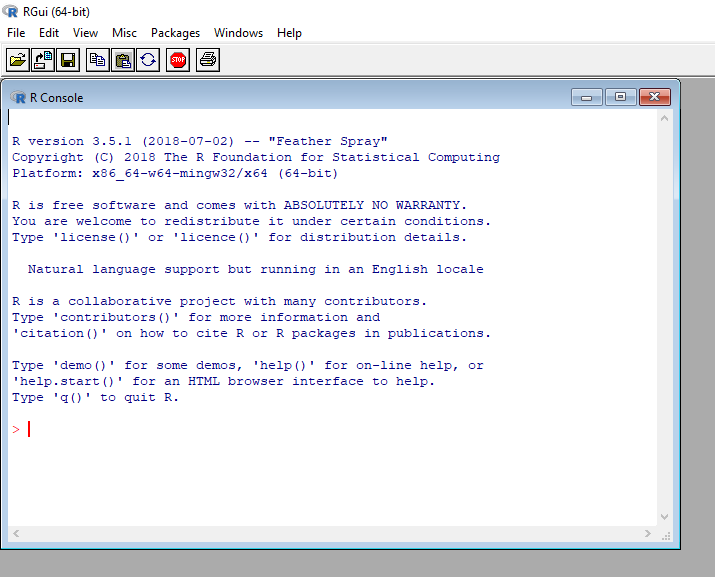 RGui (64-bit)
File Edit View Misc Packages Windows Help
STOP
R Console
R version 3.5.1 (2018-07-02) -- "Feather Spray"
Copyright (C) 2018 The R Foundation for Statistical Computing
Platform: x86_64-w64-mingw32/x64 (64-bit)
R is free software and comes with ABSOLUTELY NO WARRANTY.
You are welcome to redistribute it under certain conditions.
Type 'license()' or 'licence()' for distribution details.
Natural language support but running in an English locale
R is a collaborative project with many contributors.
Type 'contributors()' for more information and
'citation()' on how to cite R or R packages in publications.
Type 'demo()' for some demos, 'help()' for on-line help, or
'help.start()' for an HTML browser interface to help.
Type 'q()' to quit R.
>